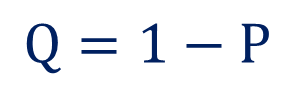 Q = 1 − P